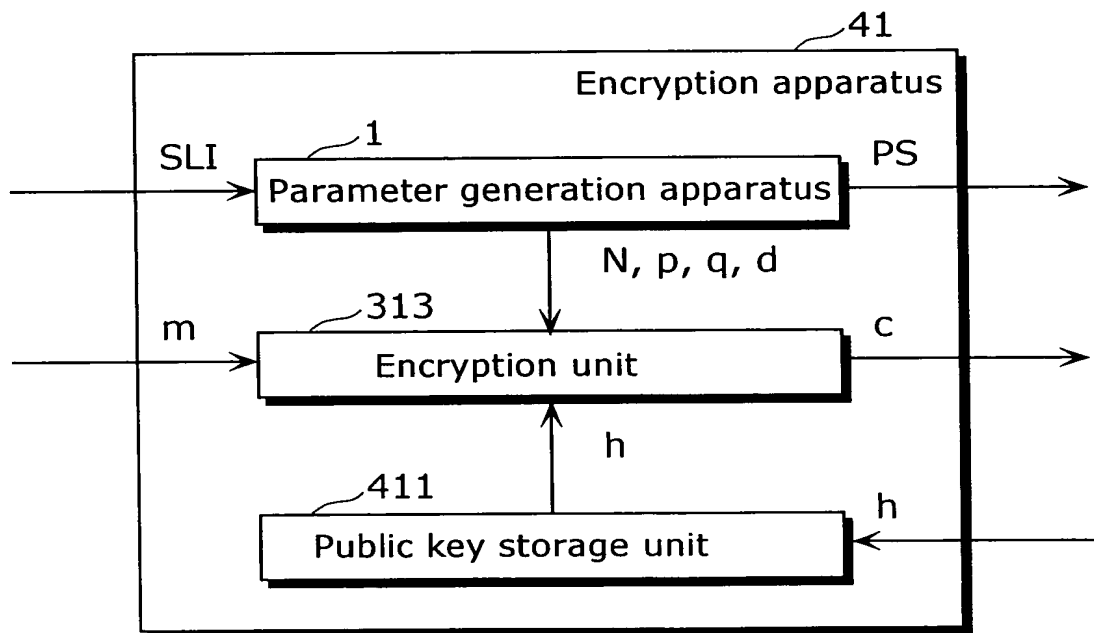 41
Encryption apparatus
SLI
1
PS
Parameter generation apparatus
N, p, q, d
m
313
c
Encryption unit
h
411
h
Public key storage unit